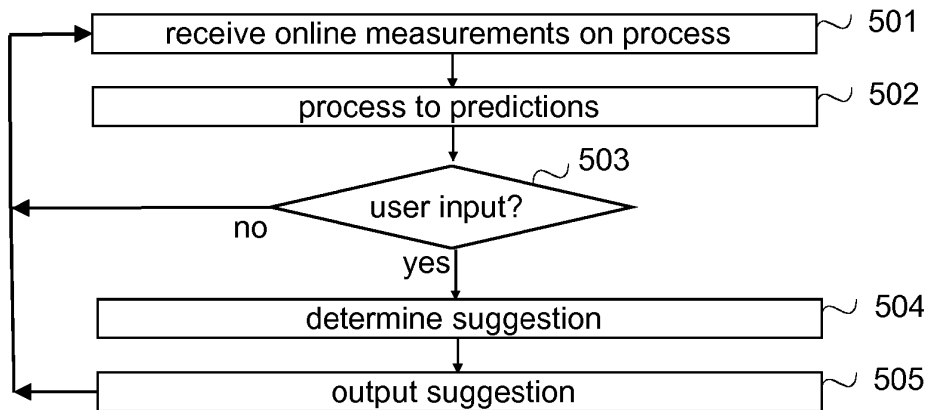 receive online measurements on process 501
process to predictions 502
503
user input?
no
yes
determine suggestion 504
output suggestion 505